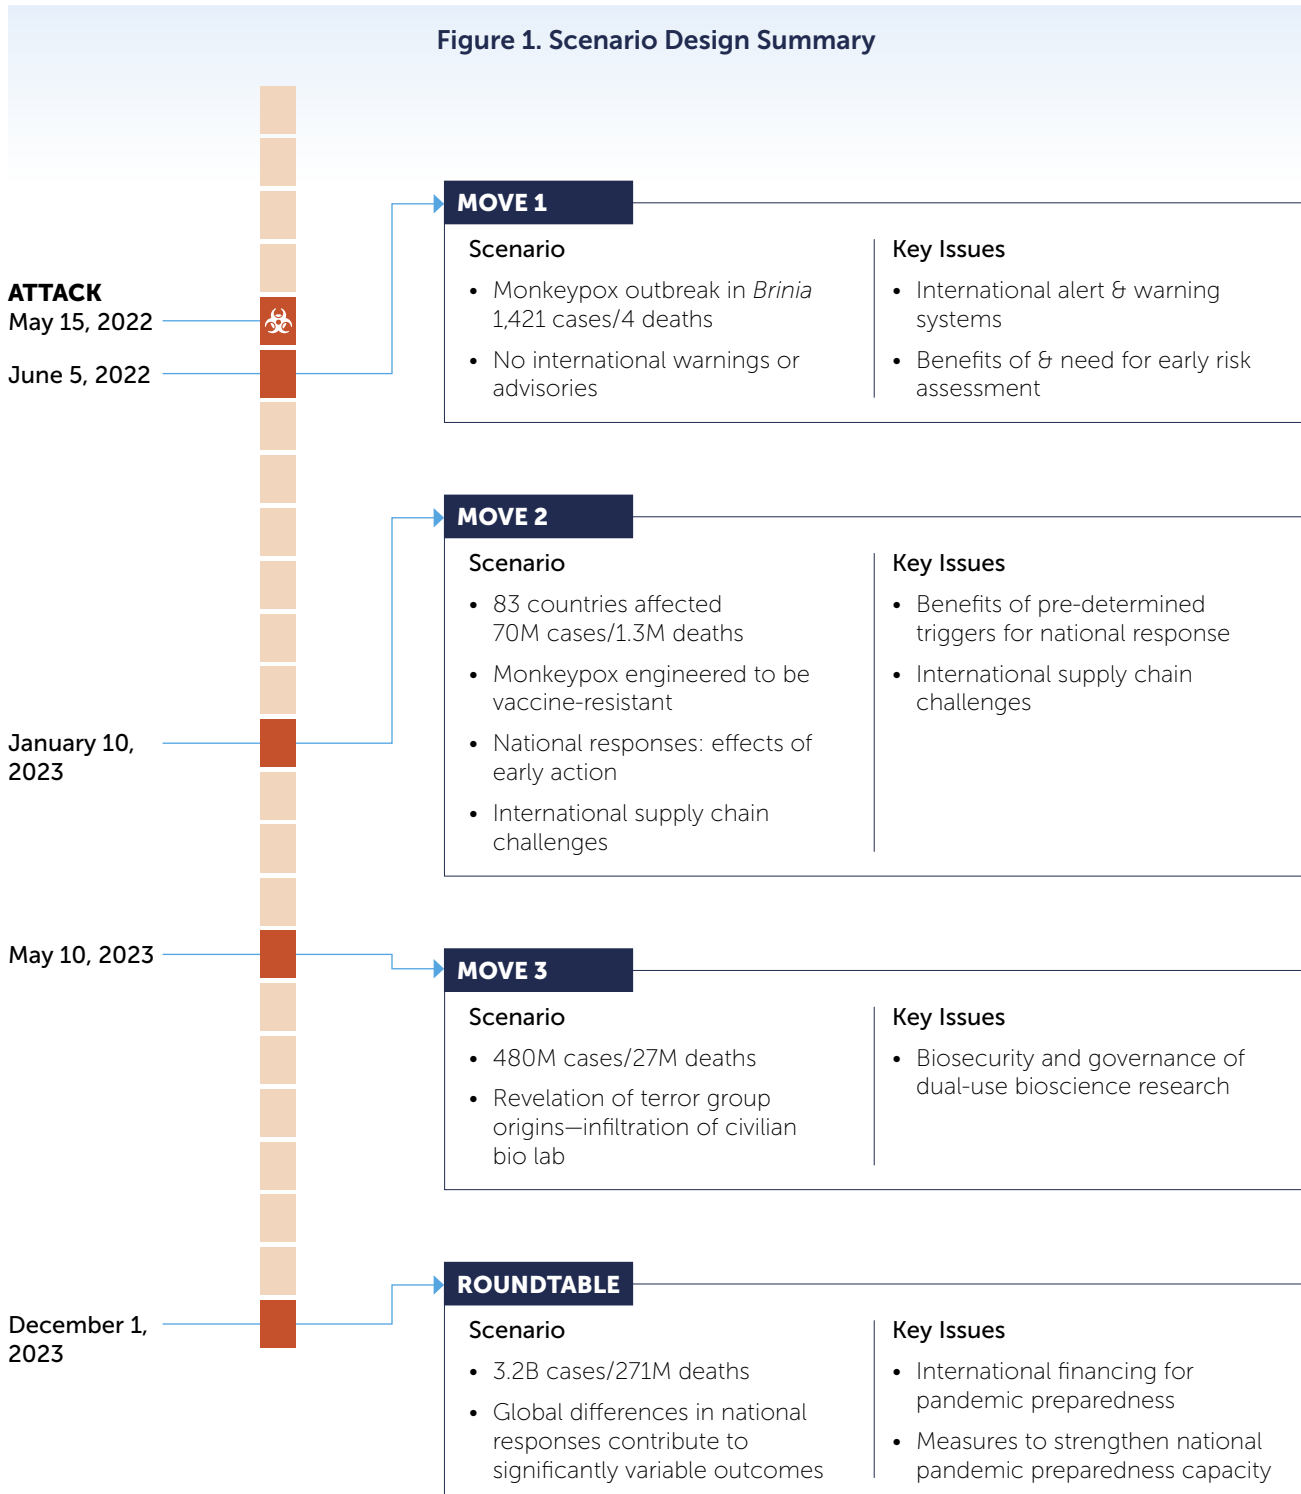 Figure 1. Scenario Design Summary
ATTACK
May 15, 2022
June 5, 2022
MOVE 1
Scenario
• Monkeypox outbreak in Brinia
1,421 cases/4 deaths
• No international warnings or
advisories
Key Issues
• International alert & warning
systems
• Benefits of & need for early risk
assessment
January 10,
2023
MOVE 2
Scenario
• 83 countries affected
70M cases/1.3M deaths
• Monkeypox engineered to be
vaccine-resistant
• National responses: effects of
early action
• International supply chain
challenges
Key Issues
• Benefits of pre-determined
triggers for national response
• International supply chain
challenges
May 10, 2023
MOVE 3
Scenario
• 480M cases/27M deaths
• Revelation of terror group
origins—infiltration of civilian
bio lab
Key Issues
• Biosecurity and governance of
dual-use bioscience research
December 1,
2023
ROUNDTABLE
Scenario
• 3.2B cases/271M deaths
• Global differences in national
responses contribute to
significantly variable outcomes
Key Issues
• International financing for
pandemic preparedness
• Measures to strengthen national
pandemic preparedness capacity